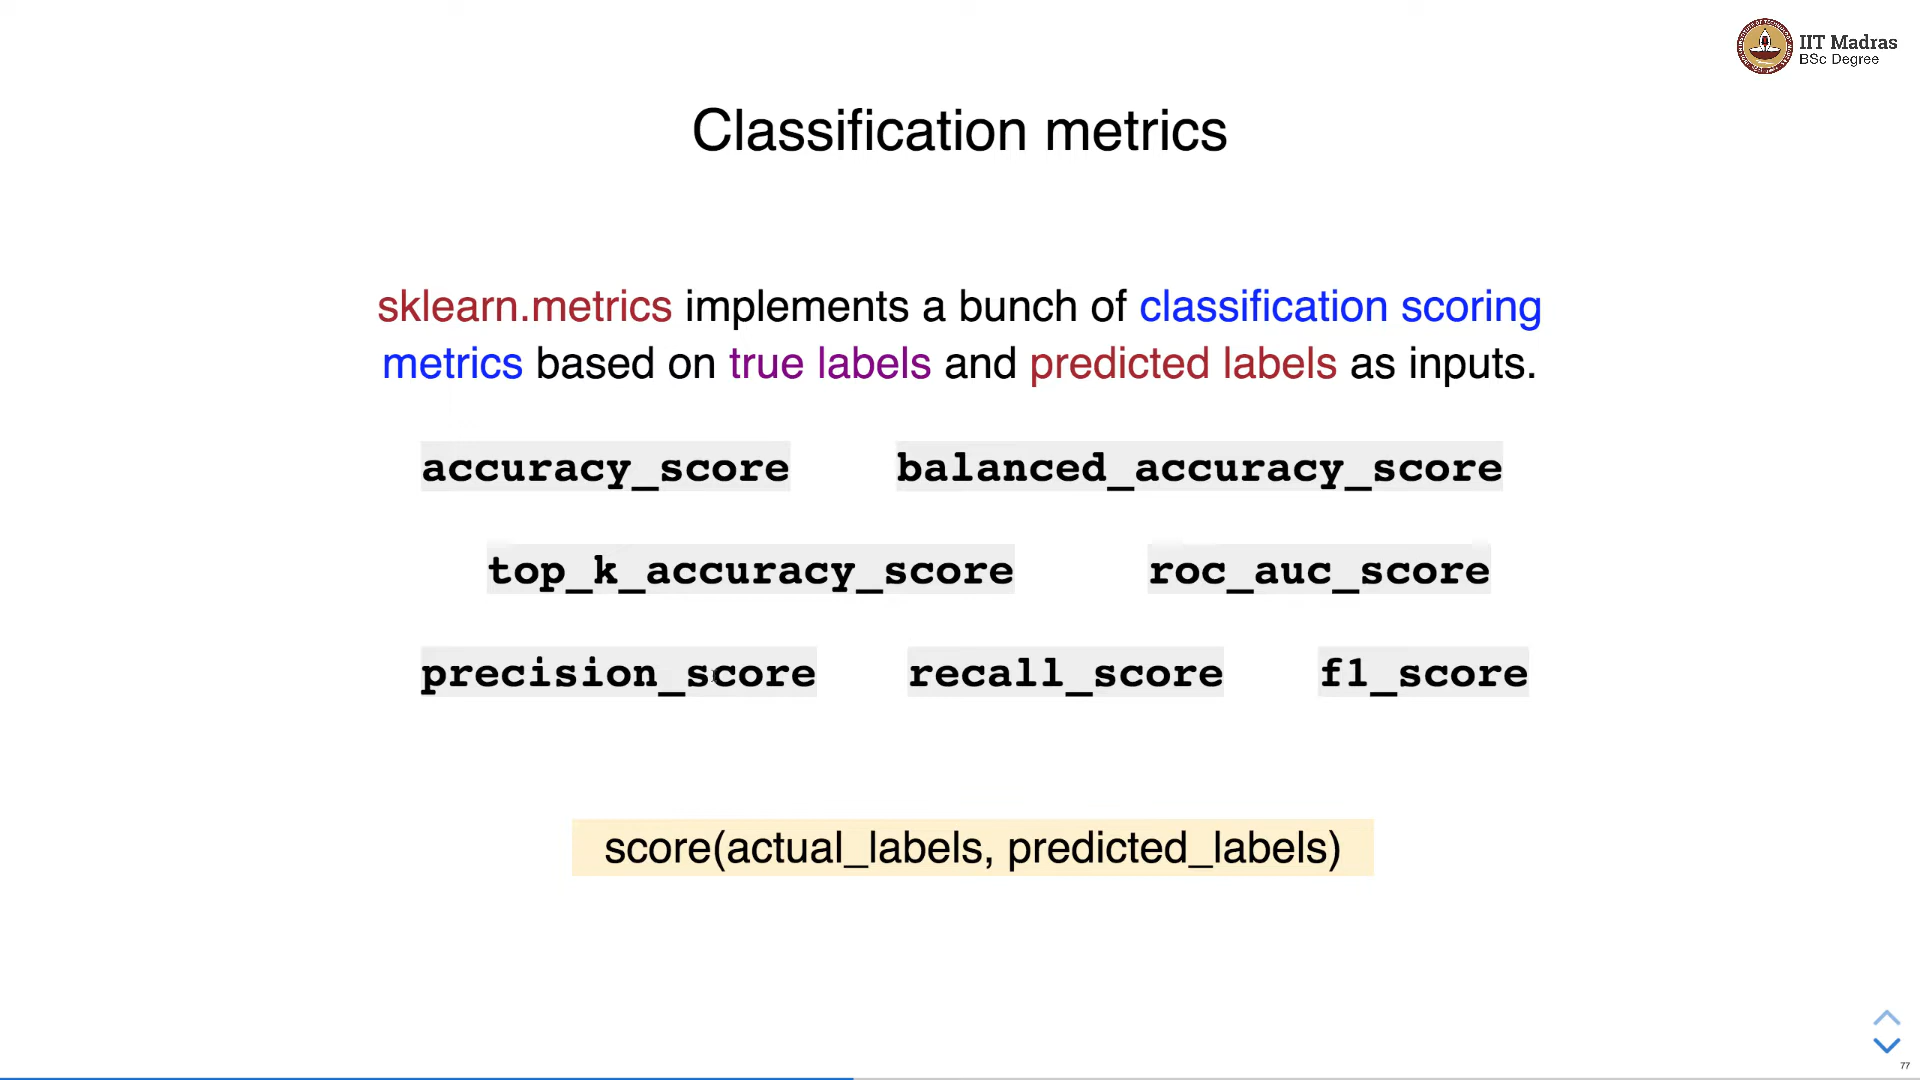 IIT Madras
BSc Degree
Classification metrics
sklearn.metrics implements a bunch of classification scoring
metrics based on true labels and predicted labels as inputs.
accuracy_score balanced_accuracy_score
top_k_accuracy_score roc_auc_score
precision_score recall_score f1_score
score(actual_labels, predicted_labels)
77